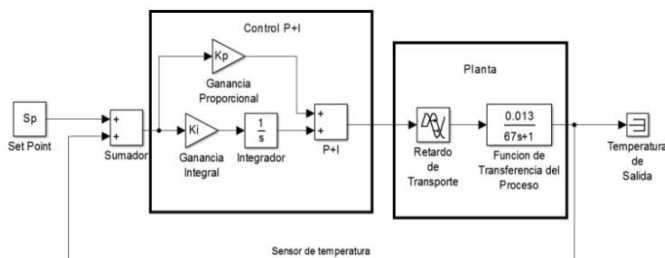 Control P+I
Kp
Ganancia
Proporcional
Planta
Sp
Set Point
+
+
Sumador
Ki
Ganancia
Integral
1
s
Integrador
+
+
P+I
Retardo
de
Transporte
0.013
67s+1
Funcion de
Transferencia del
Proceso
Temperatura
de
Salida
Sensor de temperatura